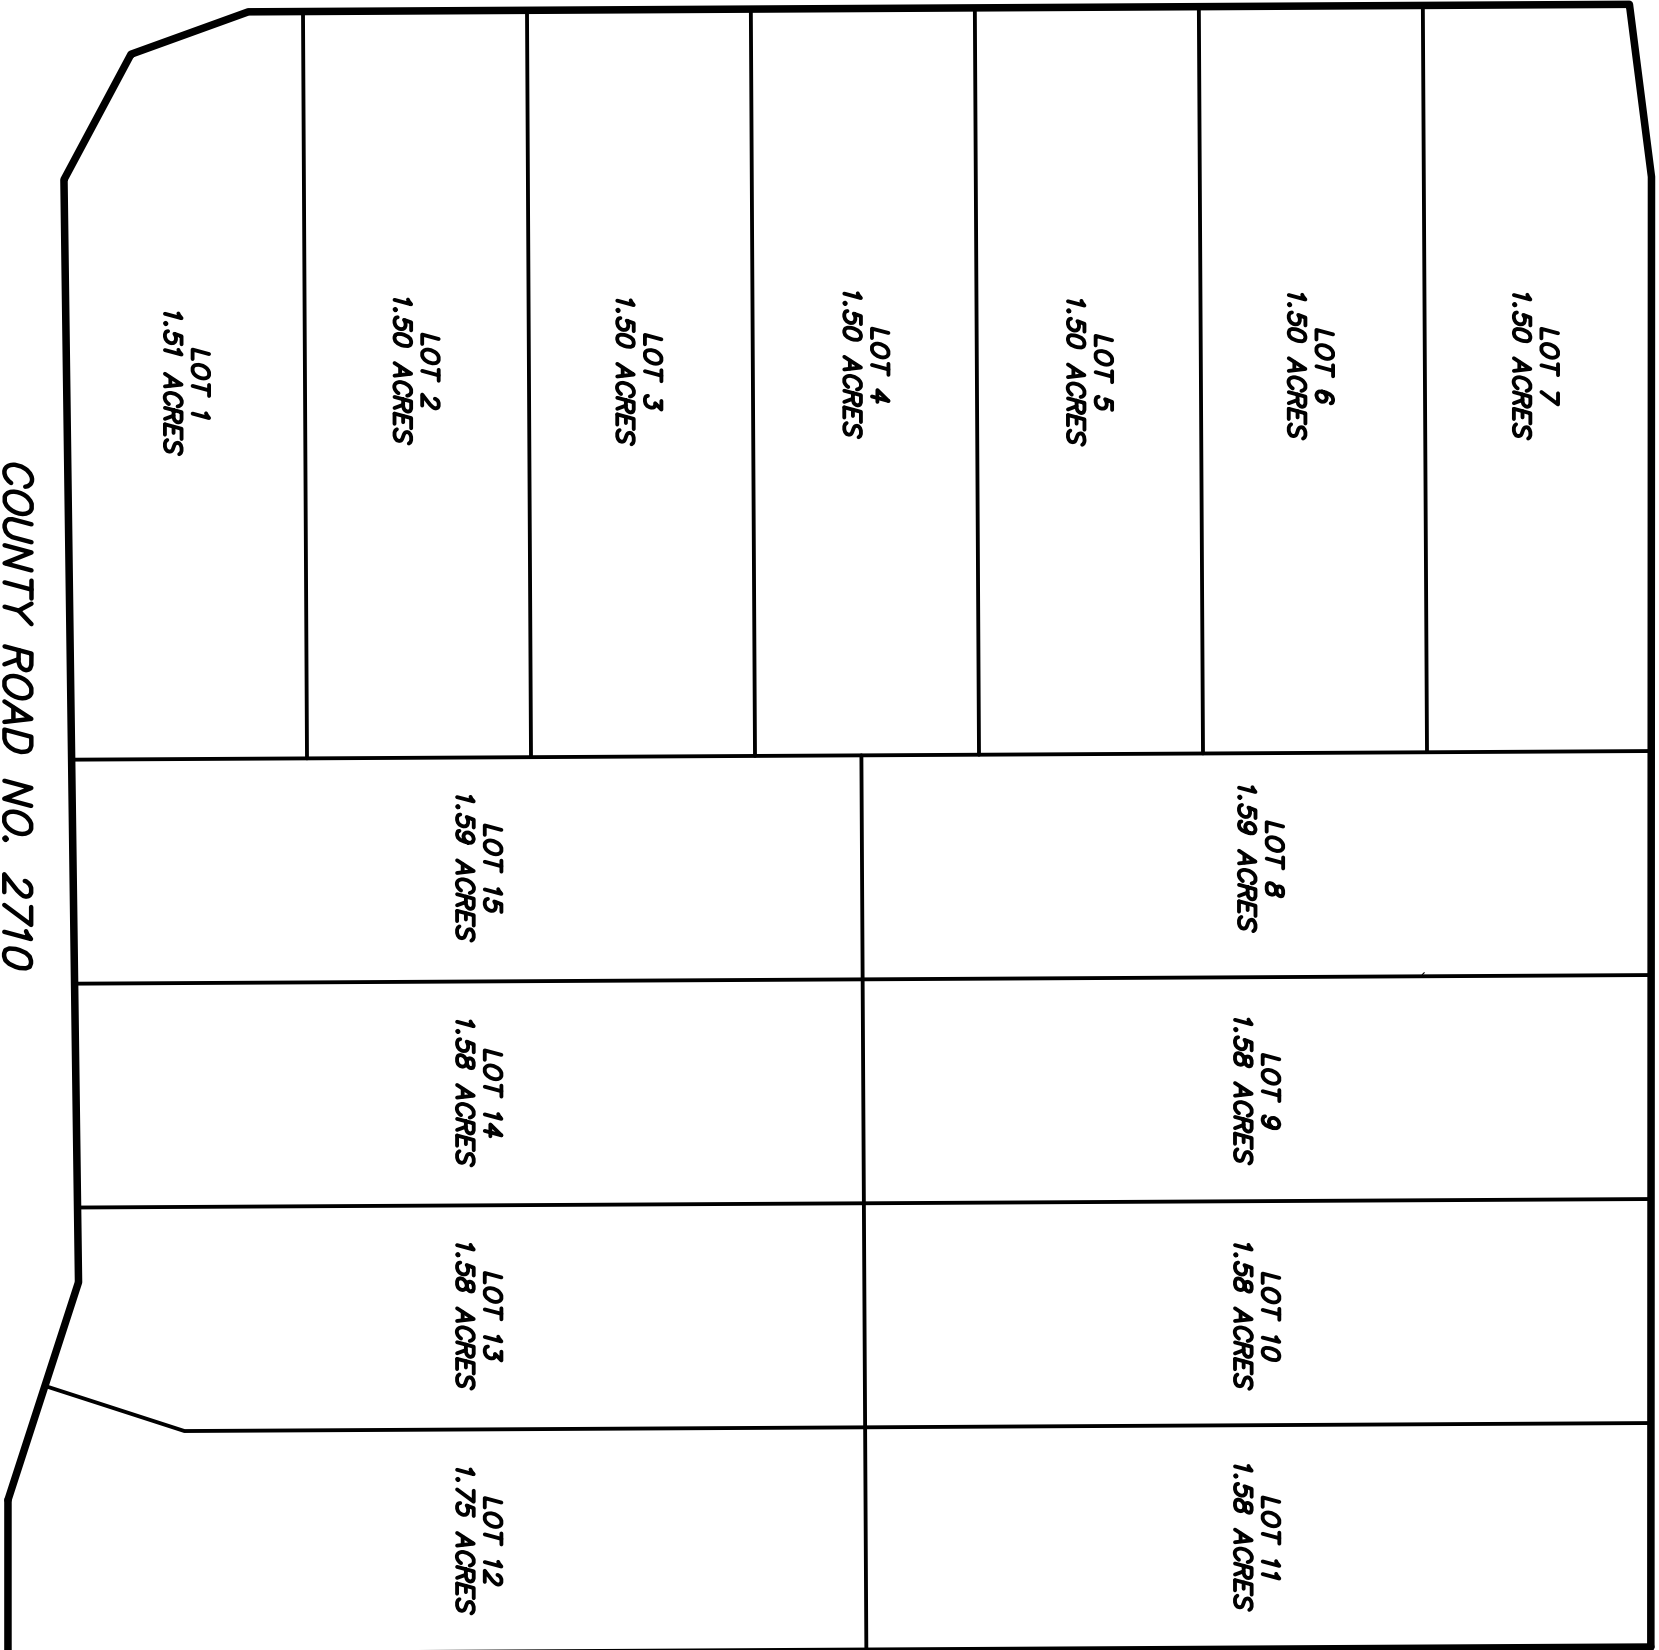 LOT 1
1.51 ACRES
LOT 2
1.50 ACRES
LOT 3
1.50 ACRES
LOT 4
1.50 ACRES
LOT 5
1.50 ACRES
LOT 6
1.50 ACRES
LOT 7
1.50 ACRES
LOT 8
1.59 ACRES
LOT 9
1.58 ACRES
LOT 10
1.58 ACRES
LOT 11
1.58 ACRES
LOT 12
1.75 ACRES
LOT 13
1.58 ACRES
LOT 14
1.58 ACRES
LOT 15
1.59 ACRES
COUNTY ROAD NO. 2710